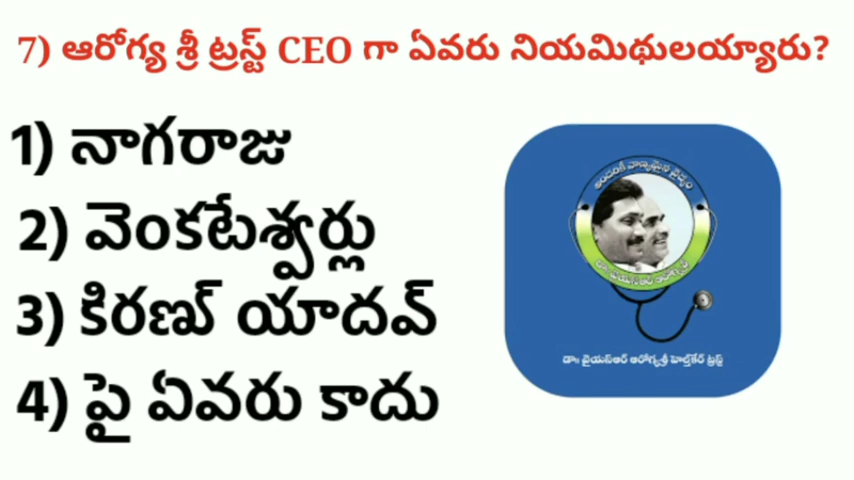 7) ఆరోగ్య శ్రీ ట్రస్ట్ CEO గా ఏవరు నియమిథులయ్యారు?
1) నాగరాజు
2) వెంకటేశ్వర్లు
3) కిరణ్ యాదవ్
4) పై ఏవరు కాదు
డా॥ వైయస్ఆర్ ఆరోగ్యశ్రీ హెల్త్‌కేర్ ట్రస్ట్